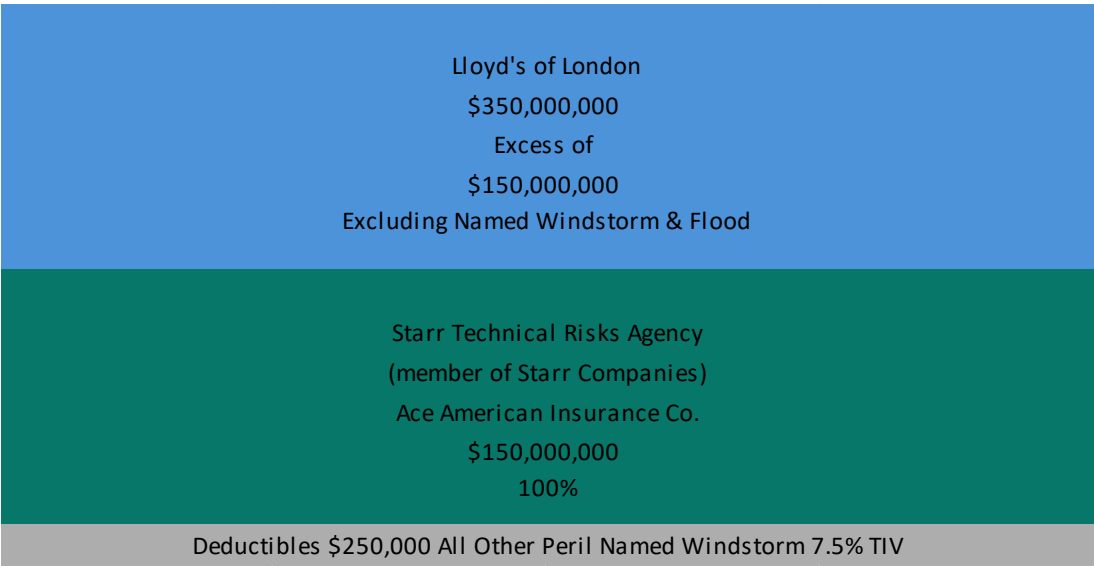 Lloyd's of London
$350,000,000
Excess of
$150,000,000
Excluding Named Windstorm & Flood
Starr Technical Risks Agency
(member of Starr Companies)
Ace American Insurance Co.
$150,000,000
100%
Deductibles $250,000 All Other Peril Named Windstorm 7.5% TIV